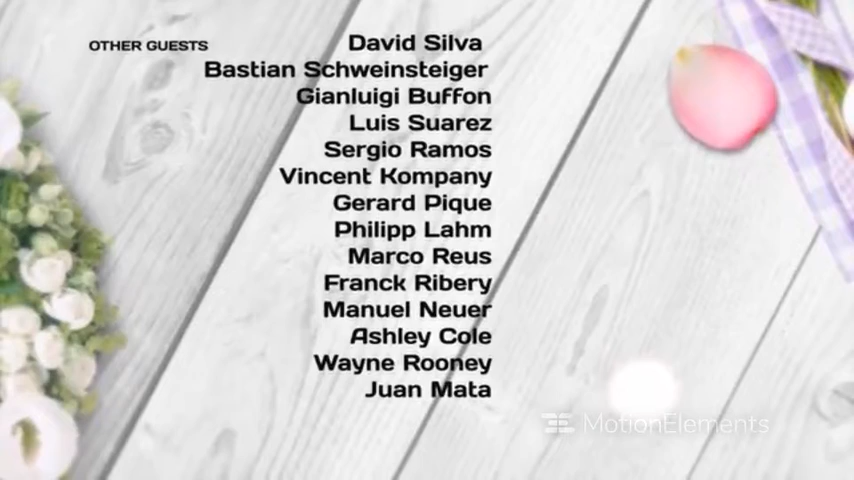 OTHER GUESTS
David Silva
Bastian Schweinsteiger
Gianluigi Buffon
Luis Suarez
Sergio Ramos
Vincent Kompany
Gerard Pique
Philipp Lahm
Marco Reus
Franck Ribery
Manuel Neuer
Ashley Cole
Wayne Rooney
Juan Mata
MotionElements